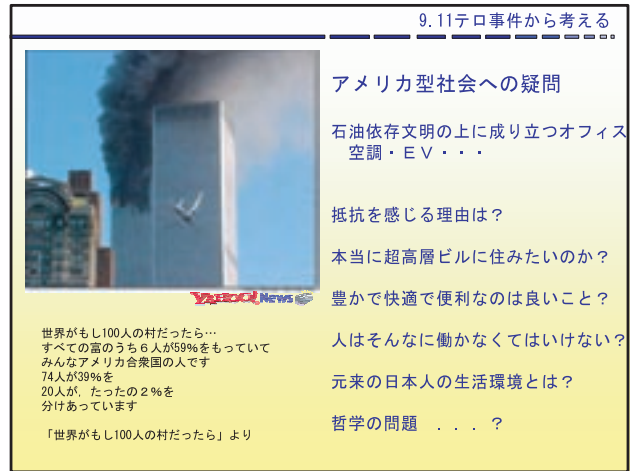 9.11テロ事件から考える
アメリカ型社会への疑問
石油依存文明の上に成り立つオフィス
空調・ＥＶ・・・
抵抗を感じる理由は？
本当に超高層ビルに住みたいのか？
豊かで快適で便利なのは良いこと？
人はそんなに働かなくてはいけない？
元来の日本人の生活環境とは？
哲学の問題　．．．？
YAHOO! News
世界がもし100人の村だったら…
すべての富のうち６人が59%をもっていて
みんなアメリカ合衆国の人です
74人が39%を
20人が，たったの２％を
分けあっています
「世界がもし100人の村だったら」より